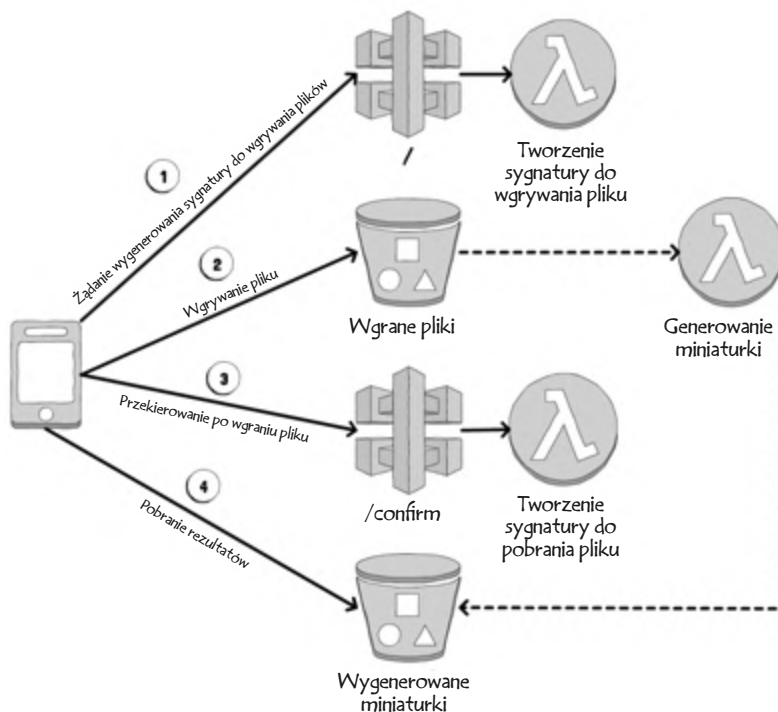 1
Żądanie wygenerowania sygnatury do wgrywania plików
/
Tworzenie
sygnatury do
wgrywania pliku
2
Wgrywanie pliku
Wgrane pliki
Generowanie
miniaturki
3
Przekierowanie po wgraniu pliku
/confirm
Tworzenie
sygnatury do
pobrania pliku
4
Pobranie rezultatów
Wygenerowane
miniaturki